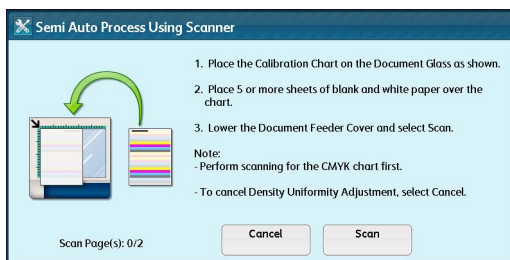 Semi Auto Process Using Scanner
1. Place the Calibration Chart on the Document Glass as shown.
2. Place 5 or more sheets of blank and white paper over the
chart.
3. Lower the Document Feeder Cover and select Scan.
Note:
- Perform scanning for the CMYK chart first.
- To cancel Density Uniformity Adjustment, select Cancel.
Scan Page(s): 0/2
Cancel
Scan